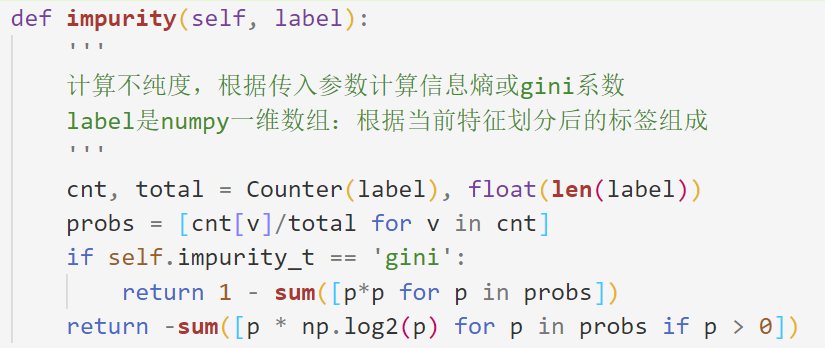 def impurity(self, label):
    '''
    计算不纯度，根据传入参数计算信息熵或gini系数
    label是numpy一维数组：根据当前特征划分后的标签组成
    '''
    cnt, total = Counter(label), float(len(label))
    probs = [cnt[v]/total for v in cnt]
    if self.impurity_t == 'gini':
        return 1 - sum([p*p for p in probs])
    return -sum([p * np.log2(p) for p in probs if p > 0])